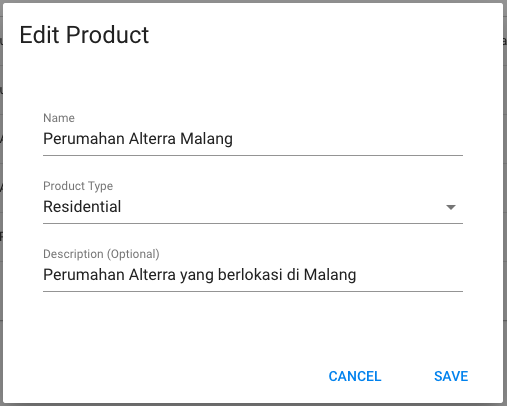 Edit Product
Name
Perumahan Alterra Malang
Product Type
Residential
Description (Optional)
Perumahan Alterra yang berlokasi di Malang
CANCEL SAVE